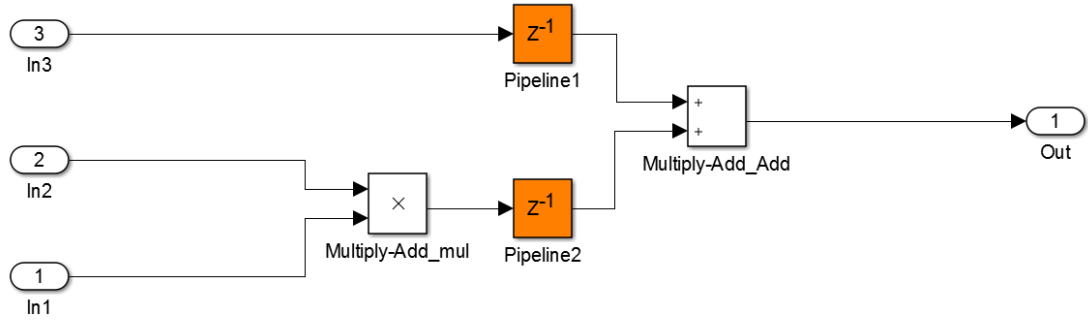 3
In3
Z-1
Pipeline1
+
+
Multiply-Add_Add
1
Out
2
In2
×
Multiply-Add_mul
Z-1
Pipeline2
1
In1